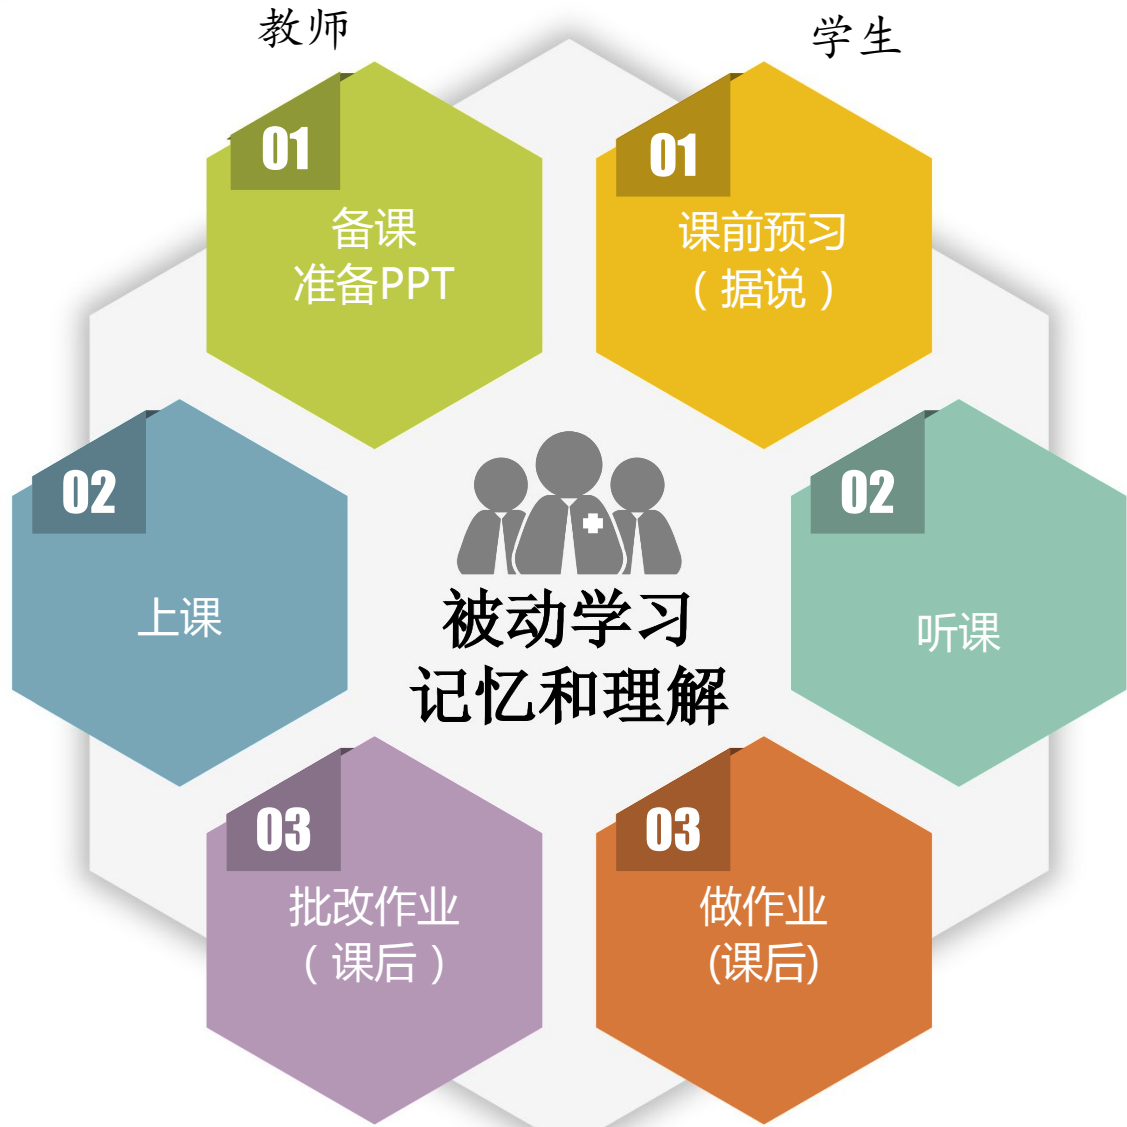 教师
学生
01
备课
准备PPT
01
课前预习
（据说）
02
上课
02
听课
被动学习
记忆和理解
03
批改作业
（课后）
03
做作业
(课后)